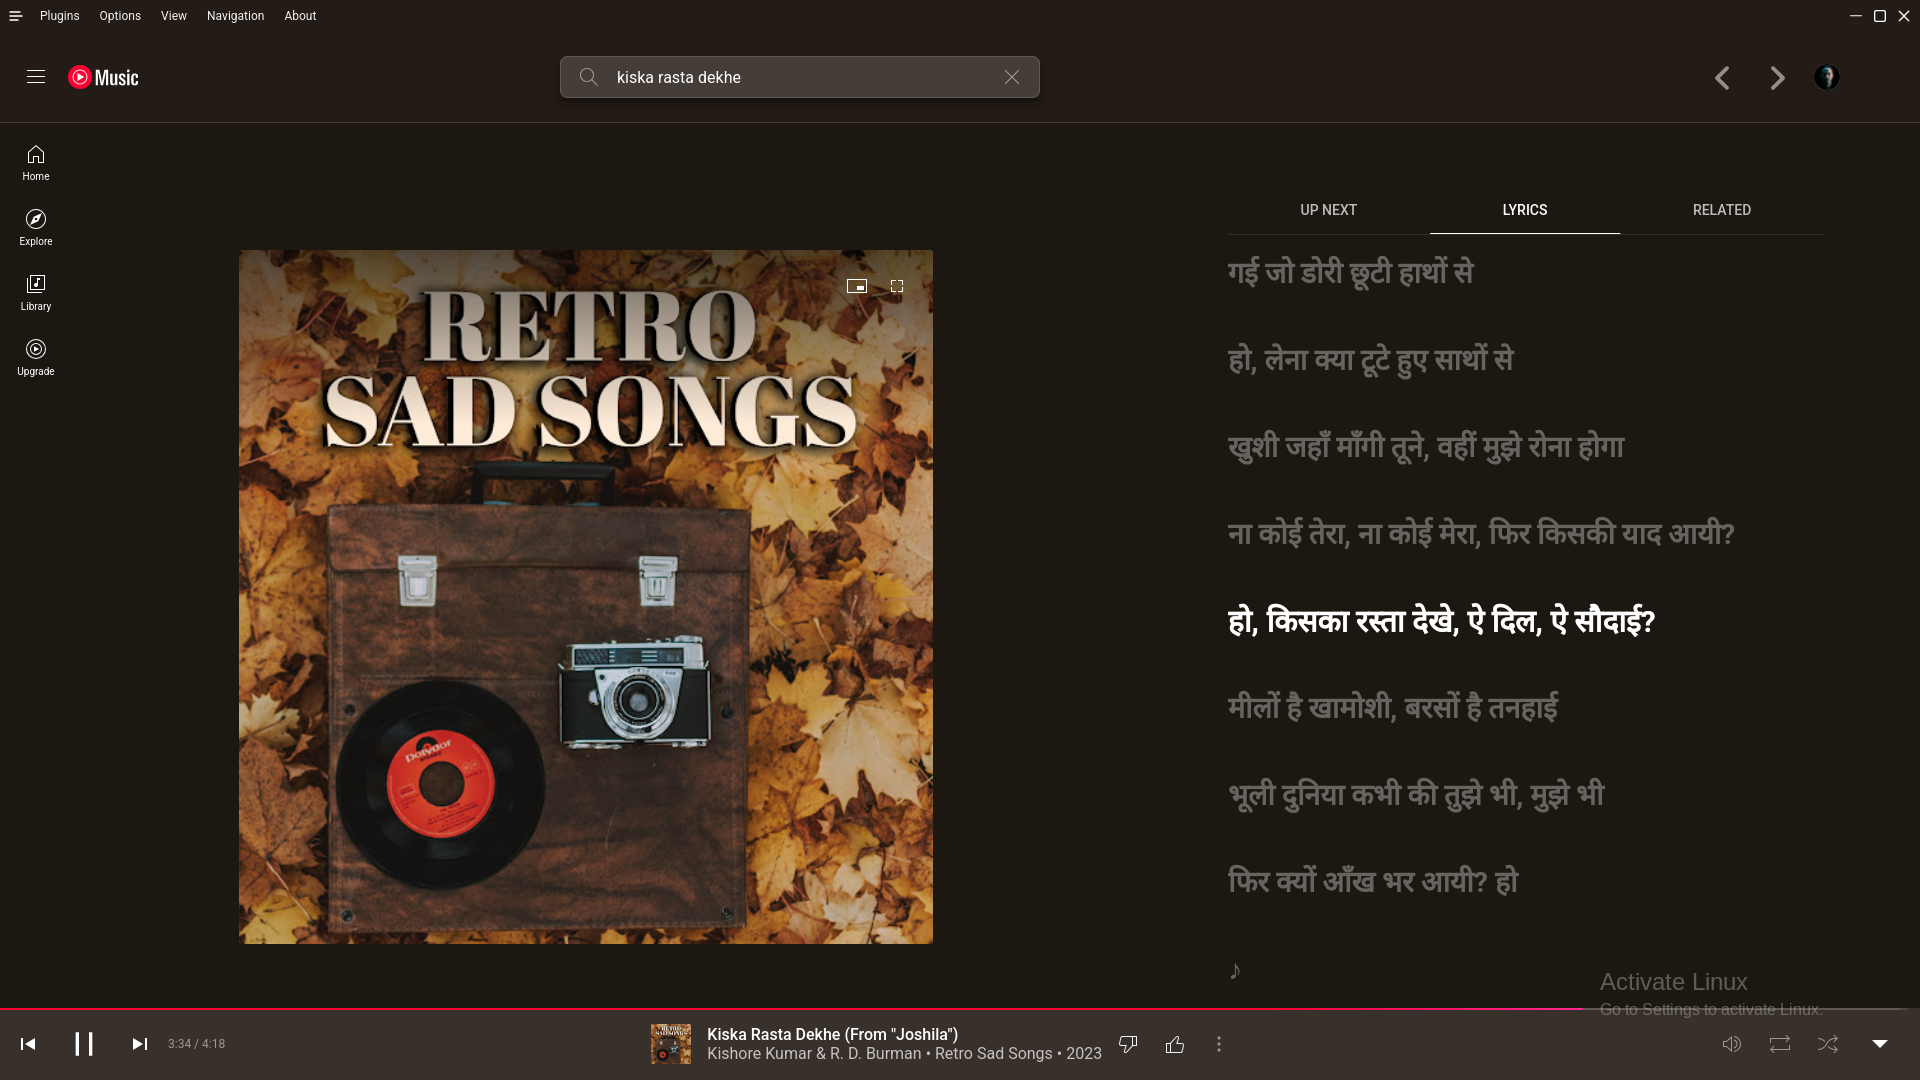 Plugins Options View Navigation About
Music
kiska rasta dekhe
Home
Explore
Library
Upgrade
RETRO
SAD SONGS
Polydor
UP NEXT LYRICS RELATED
गई जो डोरी छूटी हाथों से
हो, लेना क्या टूटे हुए साथों से
खुशी जहाँ माँगी तूने, वहीं मुझे रोना होगा
ना कोई तेरा, ना कोई मेरा, फिर किसकी याद आयी?
हो, किसका रस्ता देखे, ऐ दिल, ऐ सौदाई?
मीलों है खामोशी, बरसों है तनहाई
भूली दुनिया कभी की तुझे भी, मुझे भी
फिर क्यों आँख भर आयी? हो
♪
Activate Linux
Go to Settings to activate Linux.
3:34 / 4:18
RETRO
SAD SONGS
Kiska Rasta Dekhe (From "Joshila")
Kishore Kumar & R. D. Burman • Retro Sad Songs • 2023